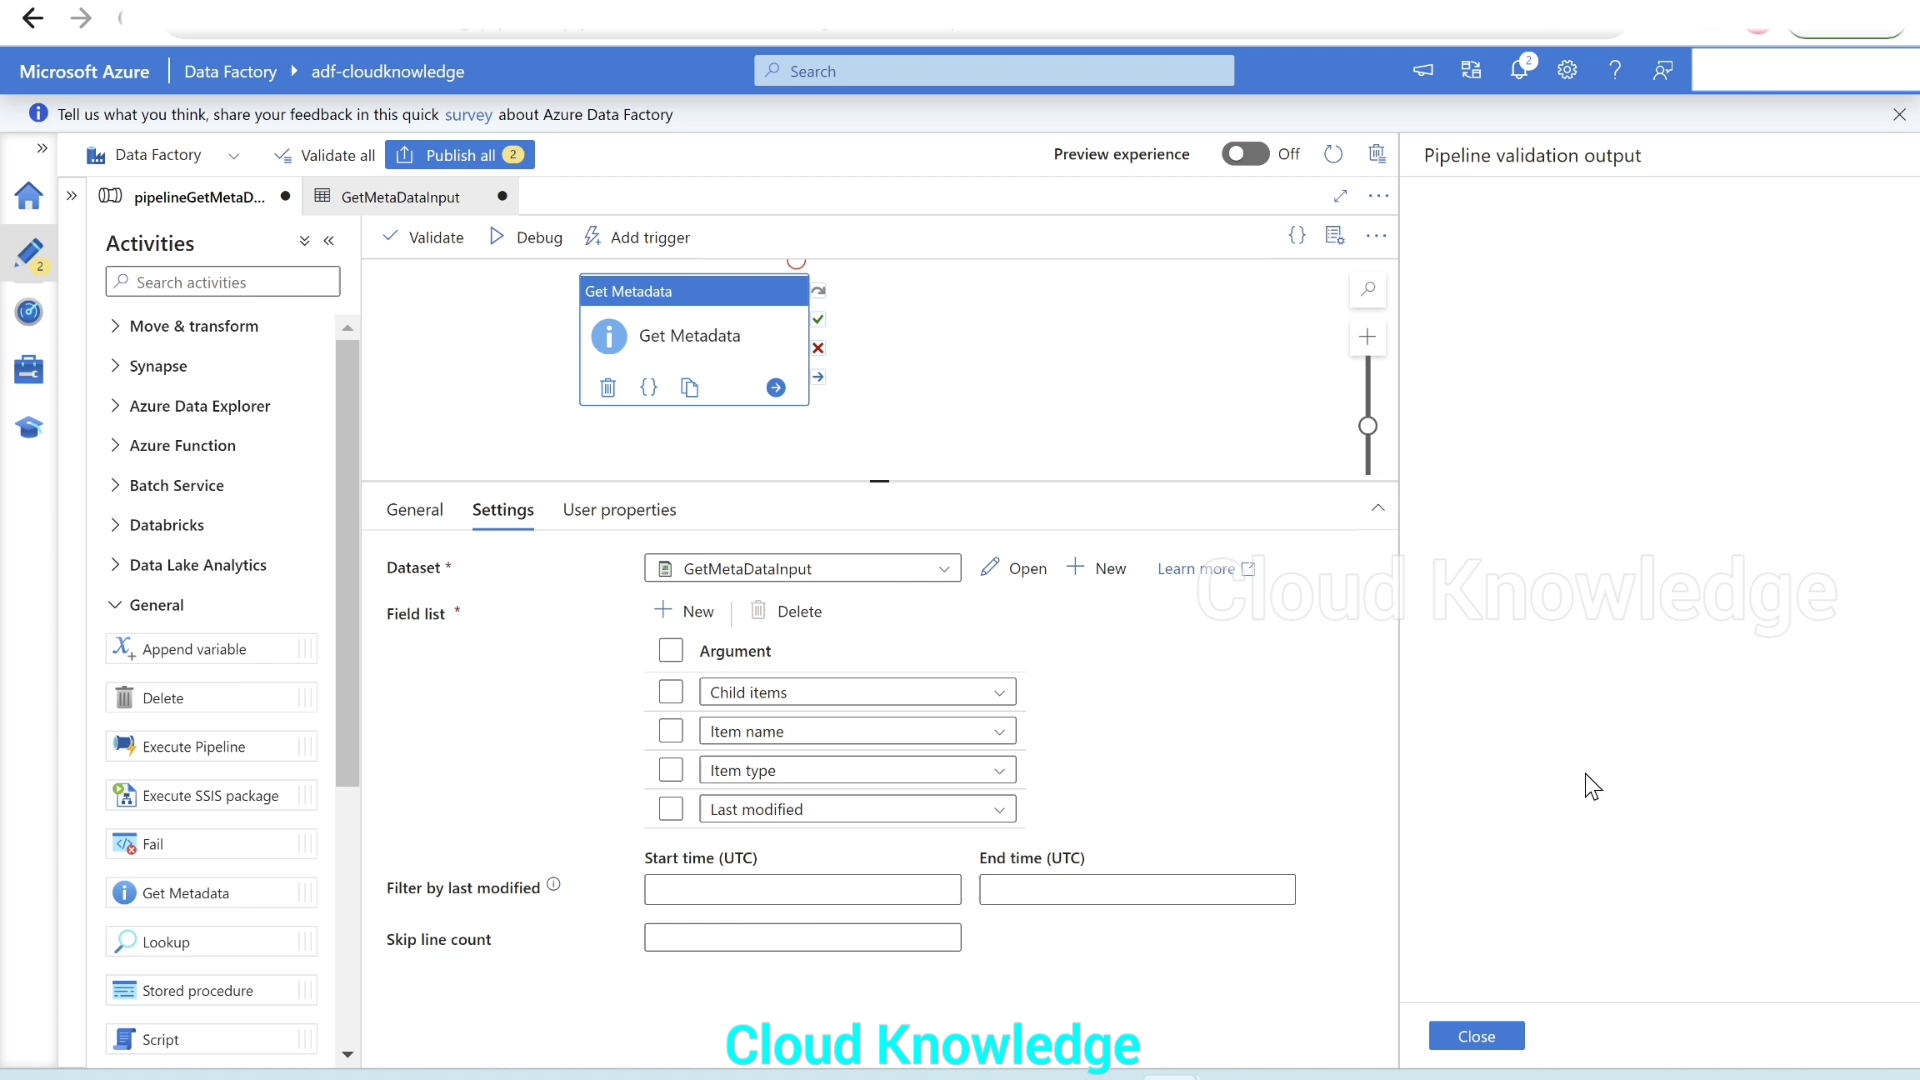 Microsoft Azure
Data Factory
adf-cloudknowledge
Search
2
Tell us what you think, share your feedback in this quick survey about Azure Data Factory
Data Factory
Validate all
Publish all 2
Preview experience
Off
Pipeline validation output
pipelineGetMetaD...
GetMetaDataInput
2
Activities
Search activities
Move & transform
Synapse
Azure Data Explorer
Azure Function
Batch Service
Databricks
Data Lake Analytics
General
Append variable
Delete
Execute Pipeline
Execute SSIS package
Fail
Get Metadata
Lookup
Stored procedure
Script
Validate
Debug
Add trigger
Get Metadata
Get Metadata
General
Settings
User properties
Dataset *
GetMetaDataInput
Open
New
Learn more
Field list *
New
Delete
Argument
Child items
Item name
Item type
Last modified
Start time (UTC)
End time (UTC)
Filter by last modified
Skip line count
Cloud Knowledge
Cloud Knowledge
Close